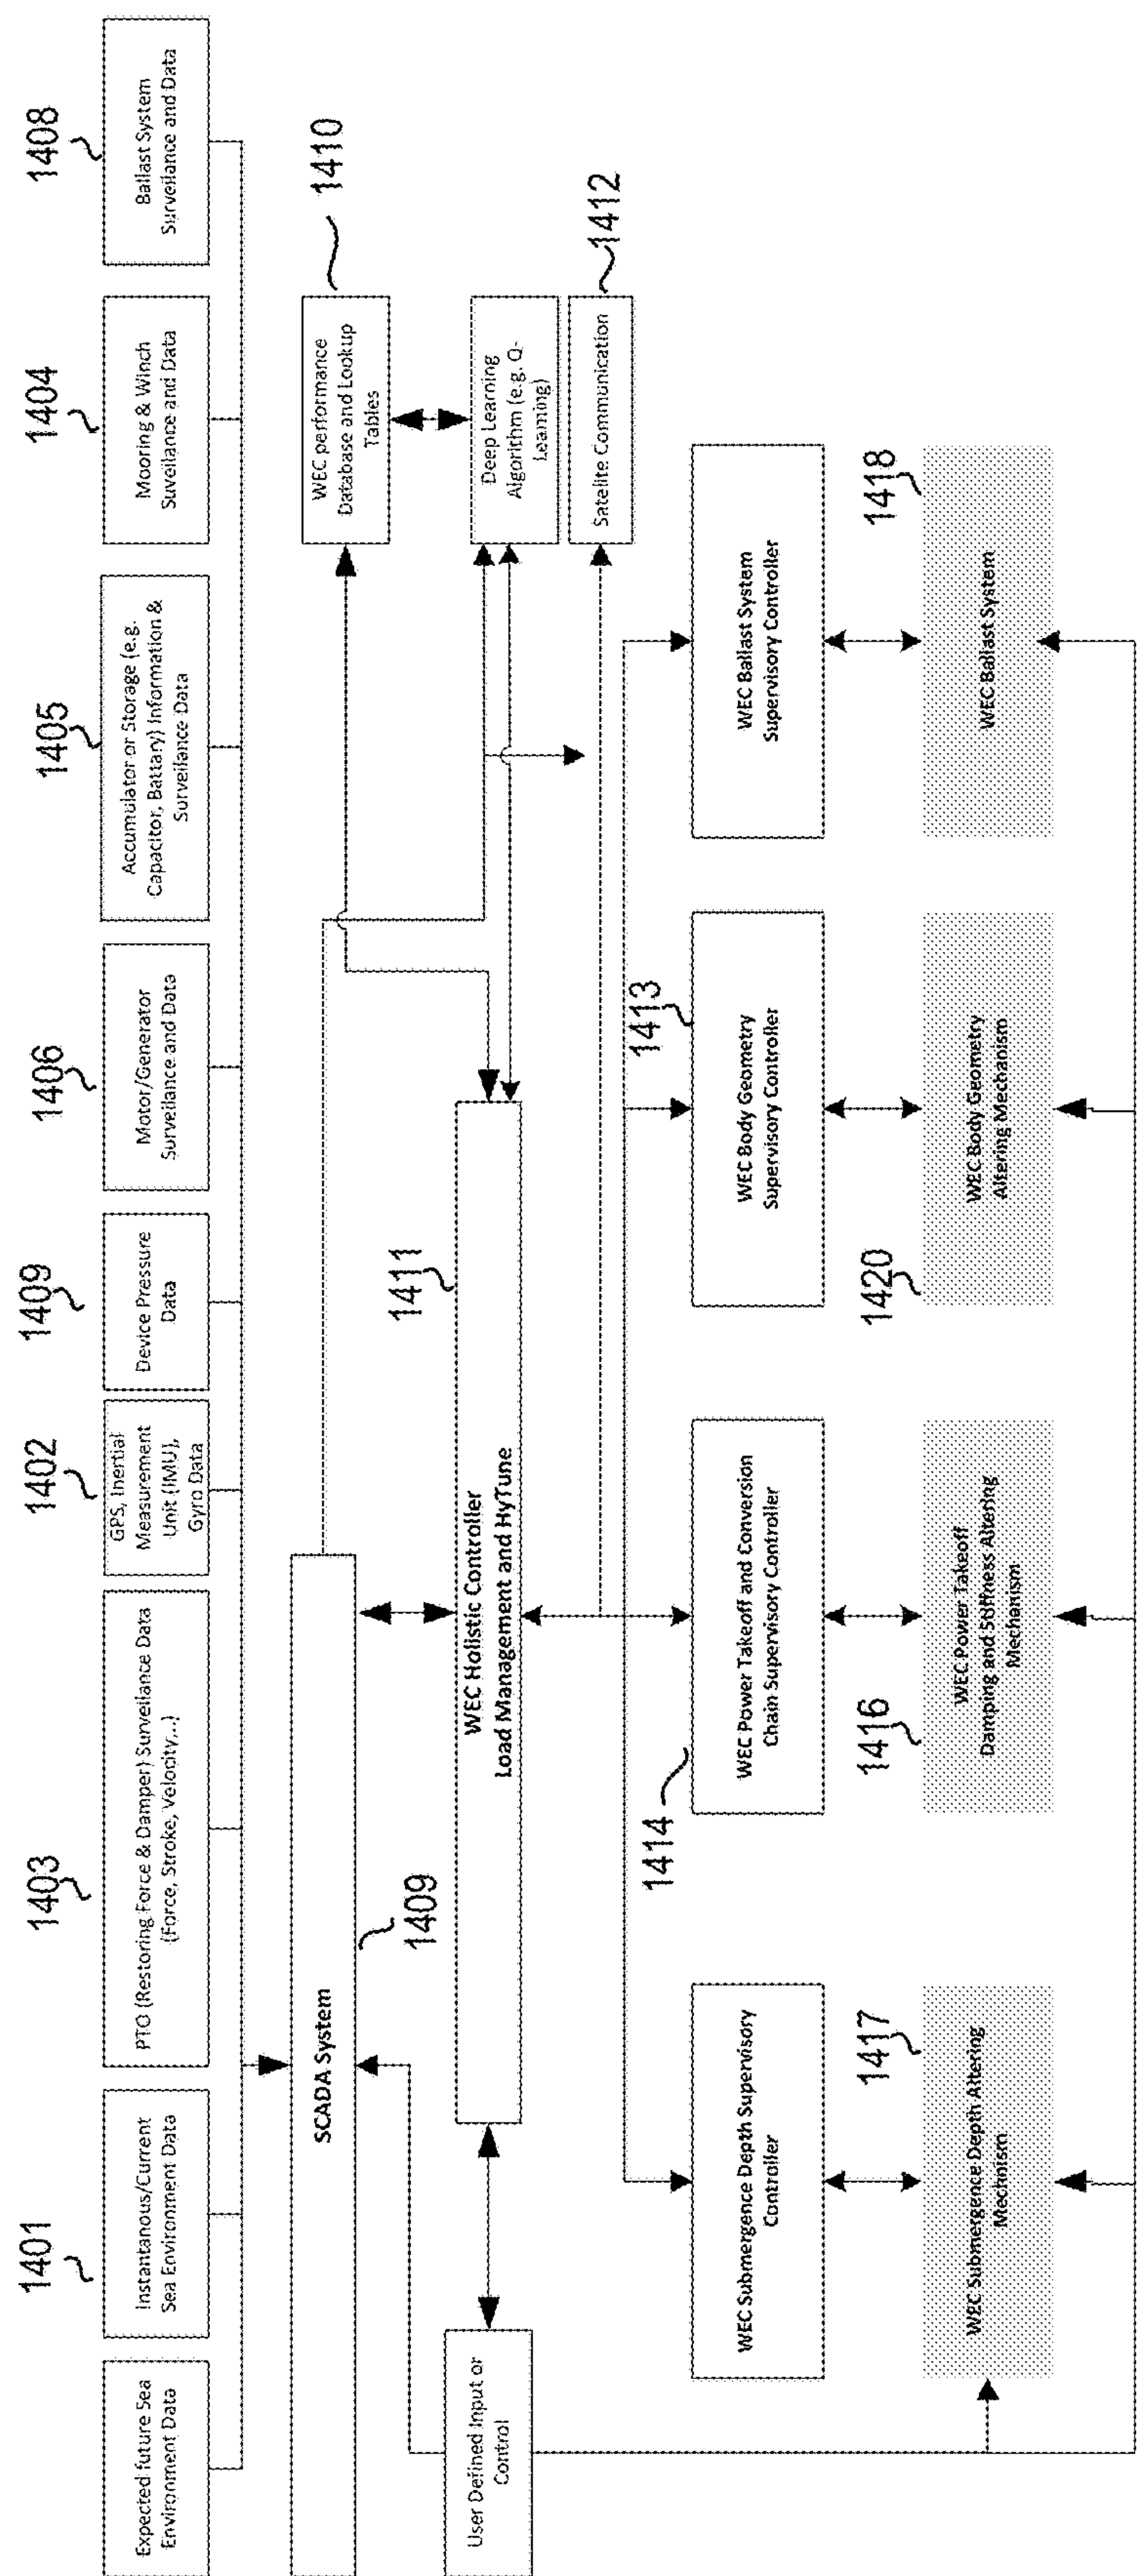 1401
1403
1402
1409
1406
1405
1404
1408
Expected future Sea
Environment Data
Instantanous/Current
Sea Environment Data
PTO (Restoring Force & Damper) Surveilance Data
(Force, Stroke, Velocity,..)
GPS, Inertial
Measurement
Unit (IMU),
Gyro Data
Device Pressure
Data
Motor/Generator
Surveilance and Data
Accumulator or Storage (e.g.
Capacitor, Battary) Information &
Surveilance Data
Mooring & Winch
Suveilance and Data
Ballast System
Surveilance and Data
SCADA System
1409
WEC performance
Database and Lookup
Tables
1410
User Defined Input or
Control
WEC Holistic Controller
Load Management and HyTune
1411
Deep Learning
Algorithm (e.g. Q-
Learning)
Satelite Communication
1412
1414
1413
WEC Submergence Depth Supervisory
Controller
WEC Power Takeoff and Conversion
Chain Supervisory Controller
WEC Body Geometry
Supervisory Controller
WEC Ballast System
Supervisory Controller
1417
1416
1420
1418
WEC Submergence Depth Altering
Mechnism
WEC Power Takeoff
Damping and Stiffness Altering
Mechanism
WEC Body Geometry
Altering Mechanism
WEC Ballast System